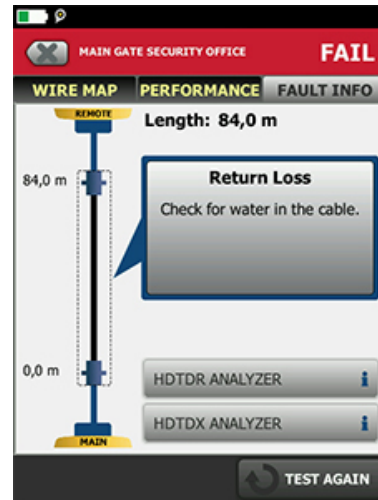 MAIN GATE SECURITY OFFICE FAIL
WIRE MAP PERFORMANCE FAULT INFO
REMOTE
Length: 84,0 m
84,0 m
Return Loss
Check for water in the cable.
0,0 m
HDTDR ANALYZER i
HDTDX ANALYZER i
MAIN
TEST AGAIN